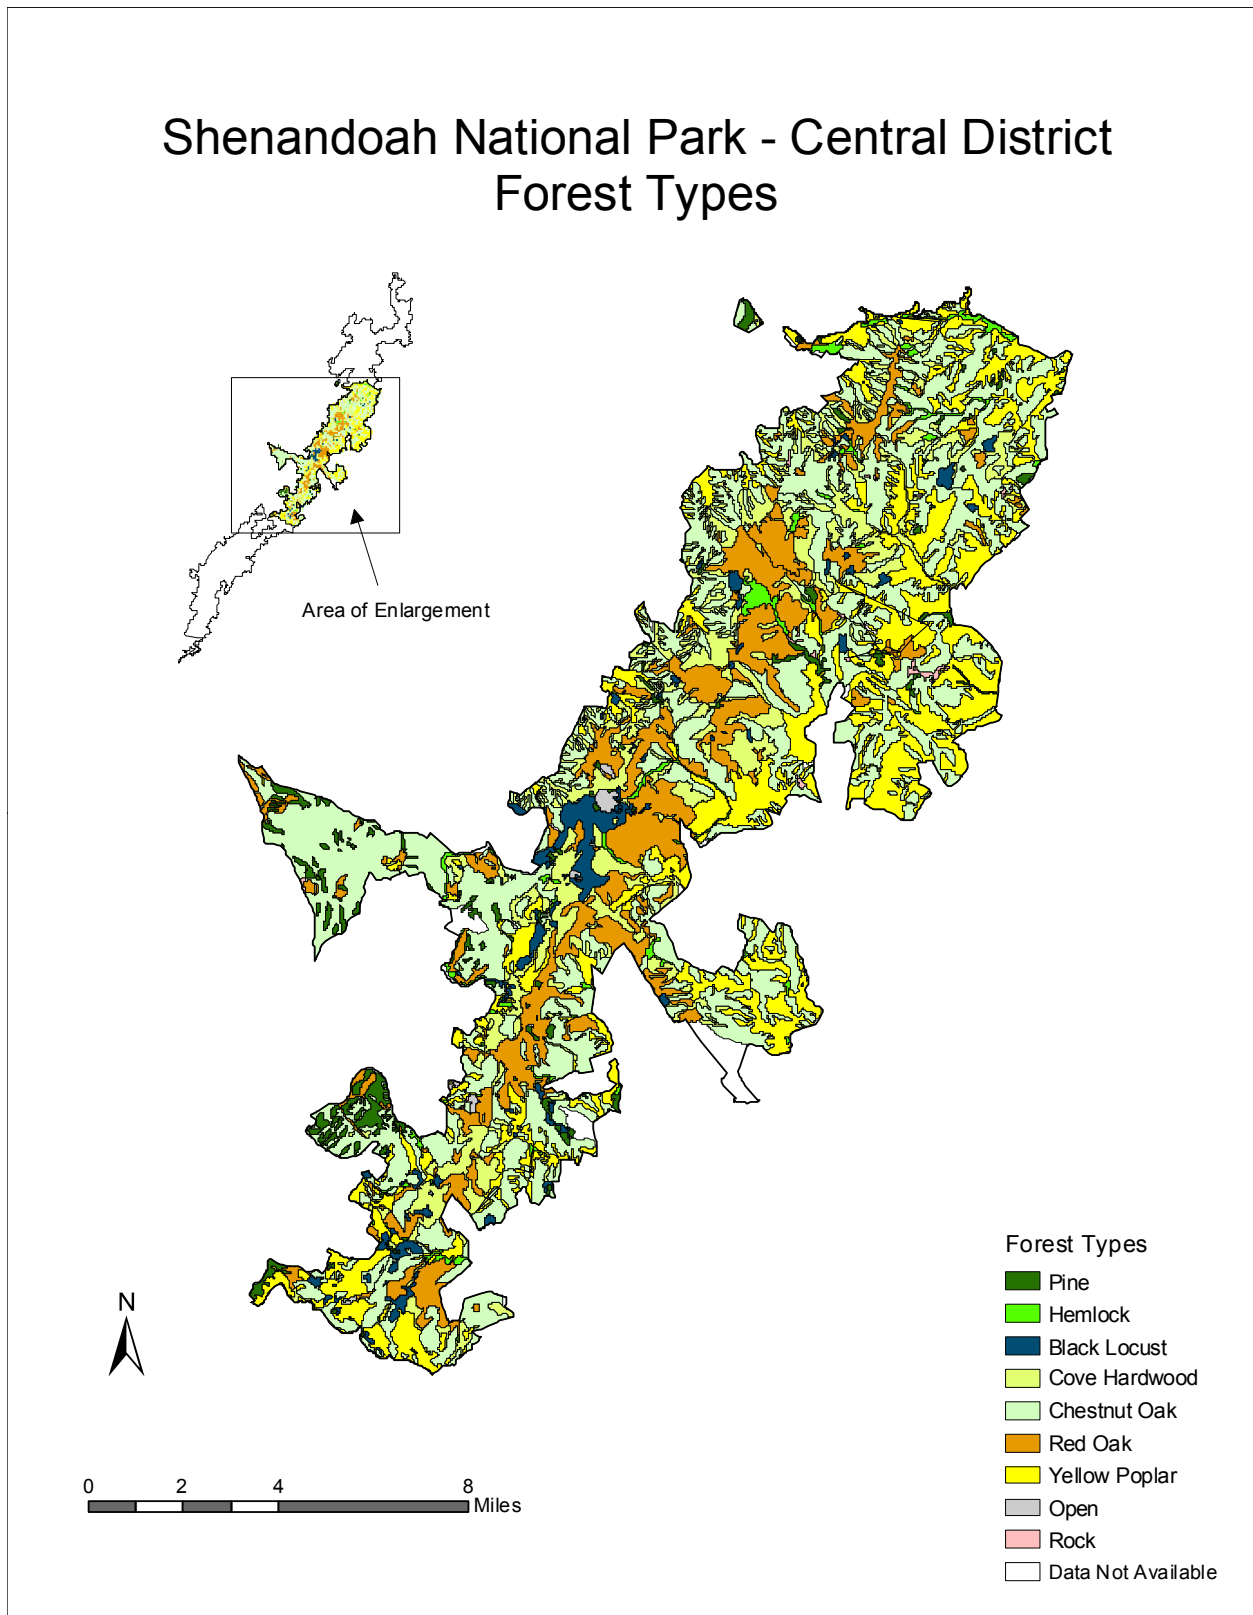 Shenandoah National Park - Central District
Forest Types
Area of Enlargement
Forest Types
Pine
Hemlock
Black Locust
Cove Hardwood
Chestnut Oak
Red Oak
Yellow Poplar
Open
Rock
Data Not Available
N
0 2 4 8
Miles